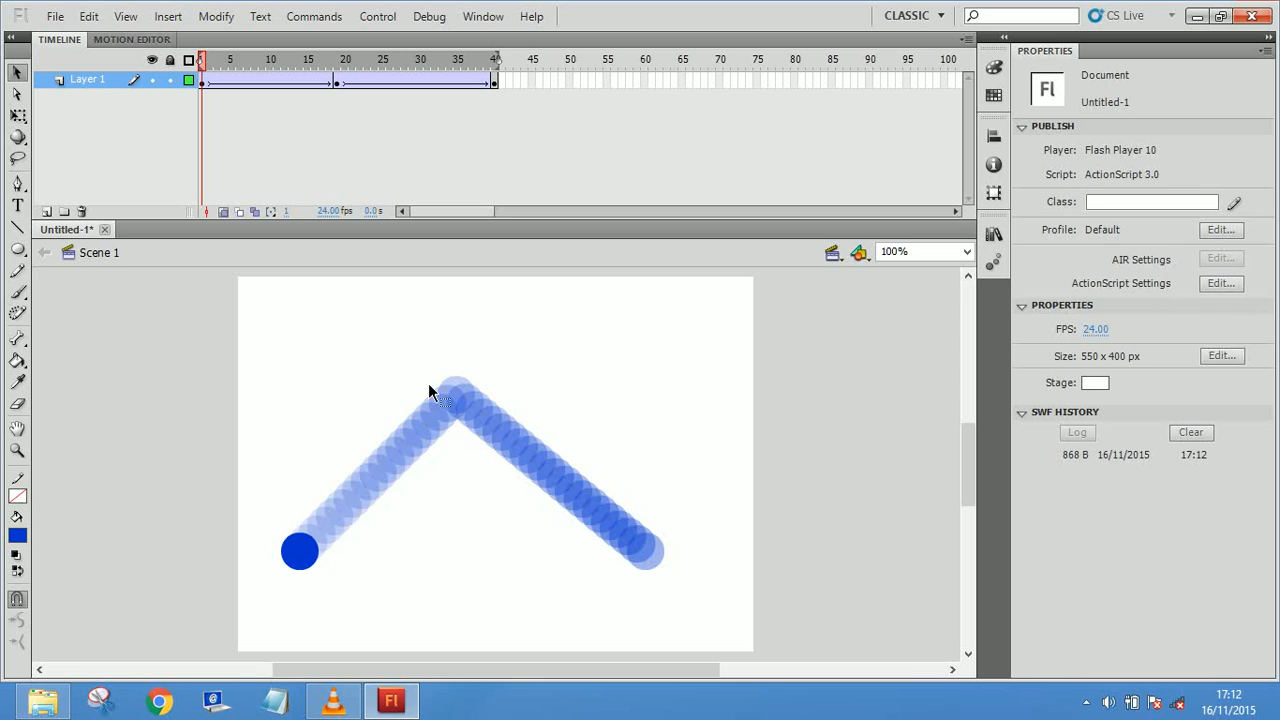 Fl File Edit View Insert Modify Text Commands Control Debug Window Help CLASSIC CS Live
TIMELINE MOTION EDITOR
5 10 15 20 25 30 35 4 45 50 55 60 65 70 75 80 85 90 95 100
Layer 1
1 24.00 fps 0.0 s
Untitled-1*
Scene 1 100%
PROPERTIES
Fl Document
Untitled-1
PUBLISH
Player: Flash Player 10
Script: ActionScript 3.0
Class:
Profile: Default Edit...
AIR Settings Edit...
ActionScript Settings Edit...
PROPERTIES
FPS: 24.00
Size: 550 x 400 px Edit...
Stage:
SWF HISTORY
Log Clear
868 B 16/11/2015 17:12
Fl
17:12
16/11/2015